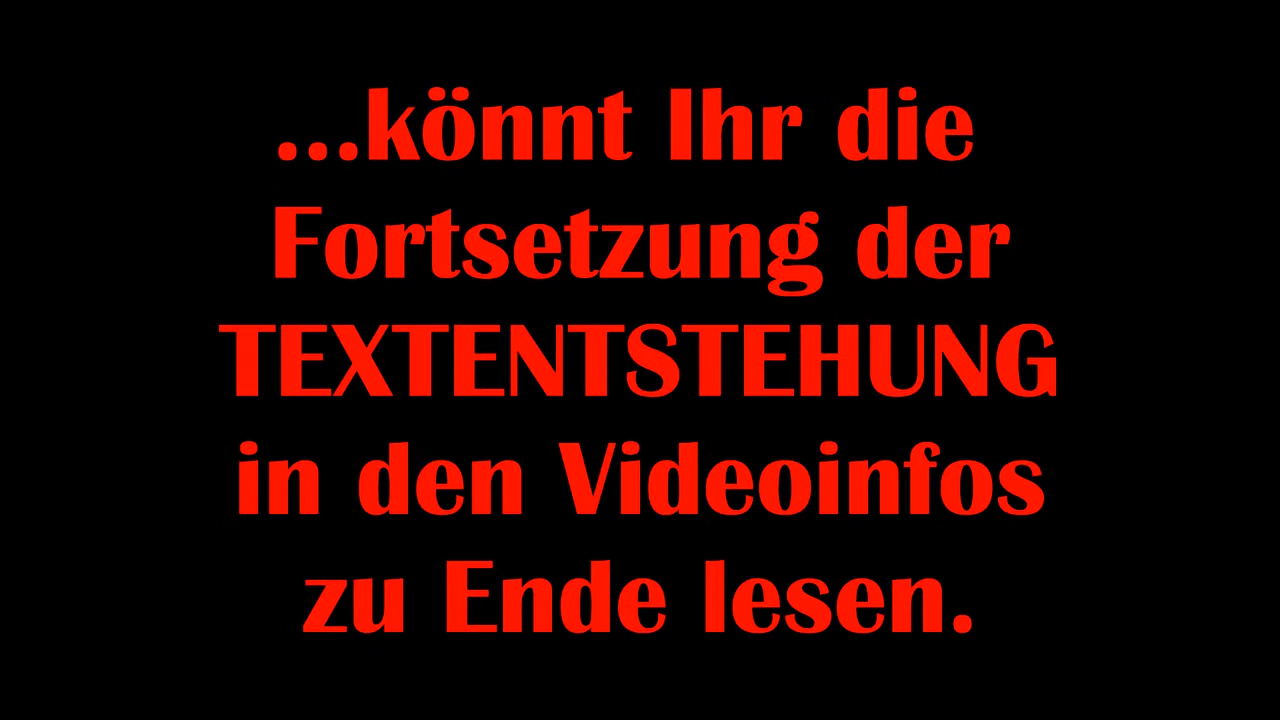 ...könnt Ihr die
Fortsetzung der
TEXTENTSTEHUNG
in den Videoinfos
zu Ende lesen.